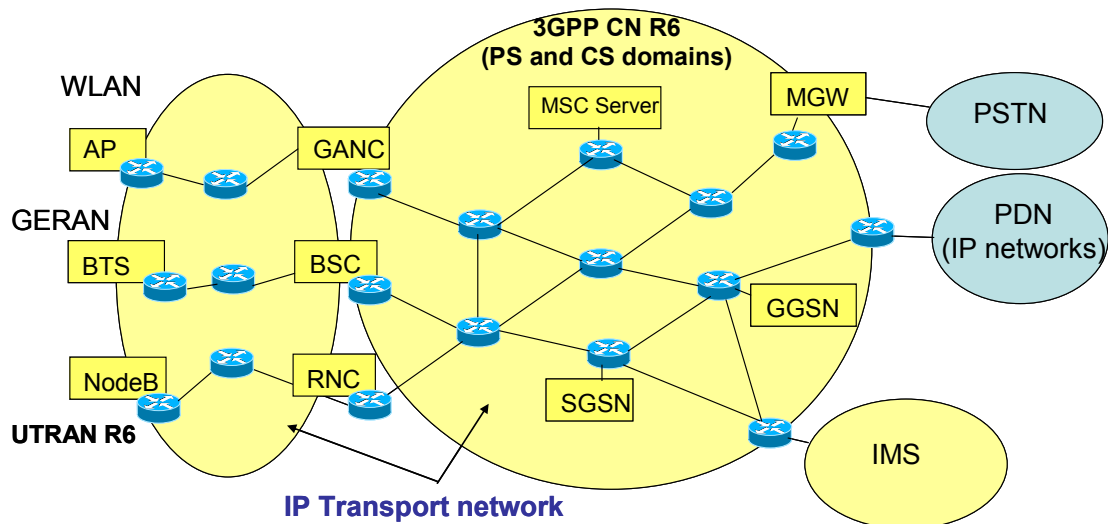 3GPP CN R6
(PS and CS domains)
WLAN
MSC Server
MGW
PSTN
AP
GANC
GERAN
PDN
(IP networks)
BTS
BSC
GGSN
NodeB
RNC
SGSN
UTRAN R6
IMS
IP Transport network